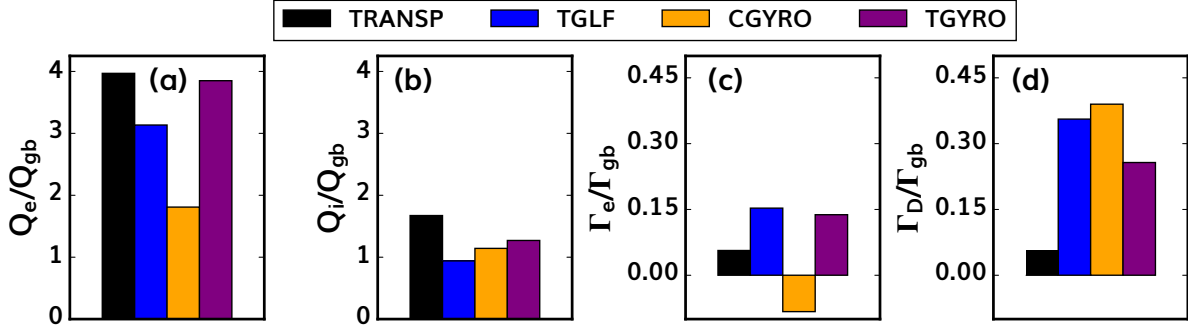 TRANSP TGLF CGYRO TGYRO
(a)
Q_e/Q_gb
4
3
2
1
0
(b)
Q_i/Q_gb
4
3
2
1
0
(c)
Γ_e/Γ_gb
0.45
0.30
0.15
0.00
(d)
Γ_D/Γ_gb
0.45
0.30
0.15
0.00